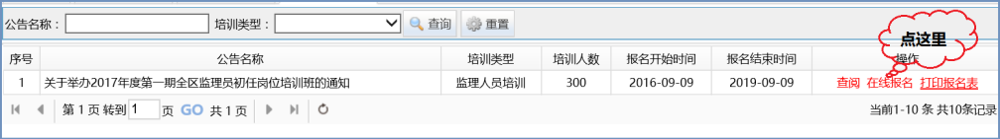 公告名称： 培训类型： 查询 重置
点这里
序号 公告名称 培训类型 培训人数 报名开始时间 报名结束时间 操作
1 关于举办2017年度第一期全区监理员初任岗位培训班的通知 监理人员培训 300 2016-09-09 2019-09-09 查阅 在线报名 打印报名表
第 1 页 转到 1 页 GO 共 1 页 当前1-10 条 共10条记录